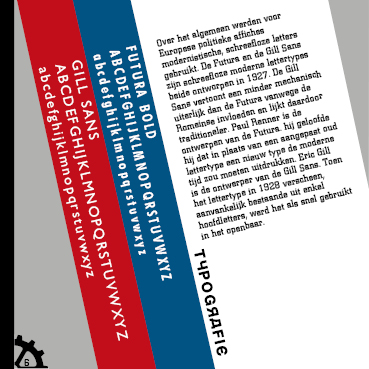 GILL SANS
ABCDEFGHIJKLMNOPQRSTUVWXYZ
abcdefghijklmnopqrstuvwxyz
FUTURA BOLD
ABCDEFGHIJKLMNOPQRSTUVWXYZ
abcdefghijklmnopqrstuvwxyz
Over het algemeen werden voor
Europese politieke affiches
modernistische, schreefloze letters
gebruikt. De Futura en de Gill Sans
zijn schreefloze moderne lettertypes
beide ontworpen in 1927. De Gill
Sans vertoont een minder mechanisch
uiterlijk dan de Futura vanwege de
Romeinse invloeden en lijkt daardoor
traditioneler. Paul Renner is de
ontwerpen van de Futura. hij geloofde
hij dat in plaats van een aangepast oud
lettertype een nieuw type de moderne
tijd zou moeten uitdrukken. Eric Gill
is de ontwerper van de Gill Sans. Toen
het lettertype in 1928 verscheen,
aanvankelijk bestaande uit enkel
hoofdletters, werd het als snel gebruikt
in het openbaar.
TYPOGRAFIE
6